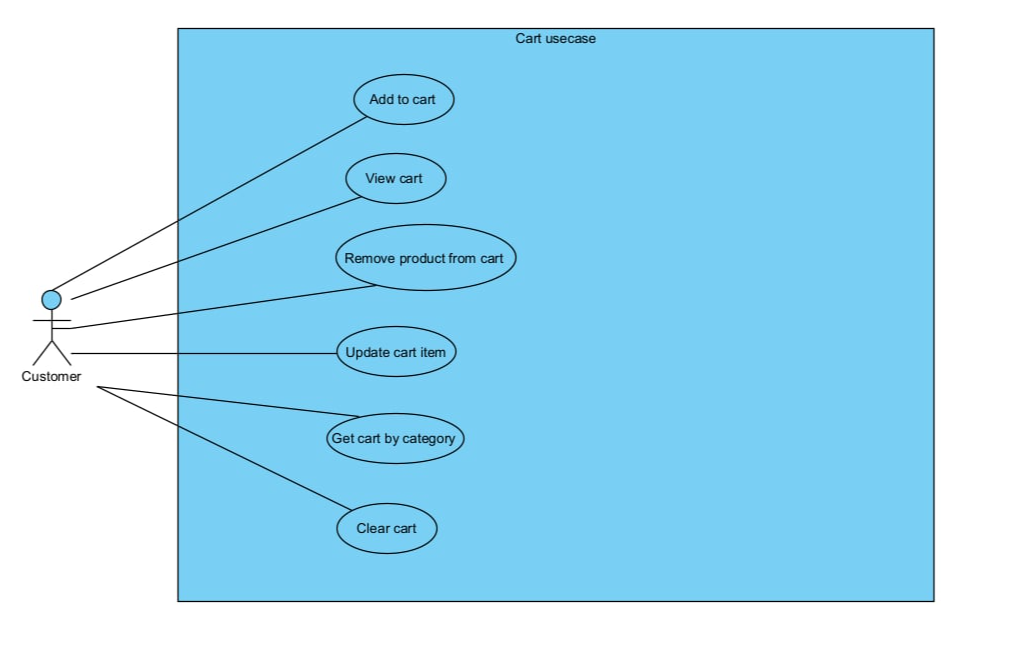 Cart usecase
Add to cart
View cart
Remove product from cart
Update cart item
Customer
Get cart by category
Clear cart